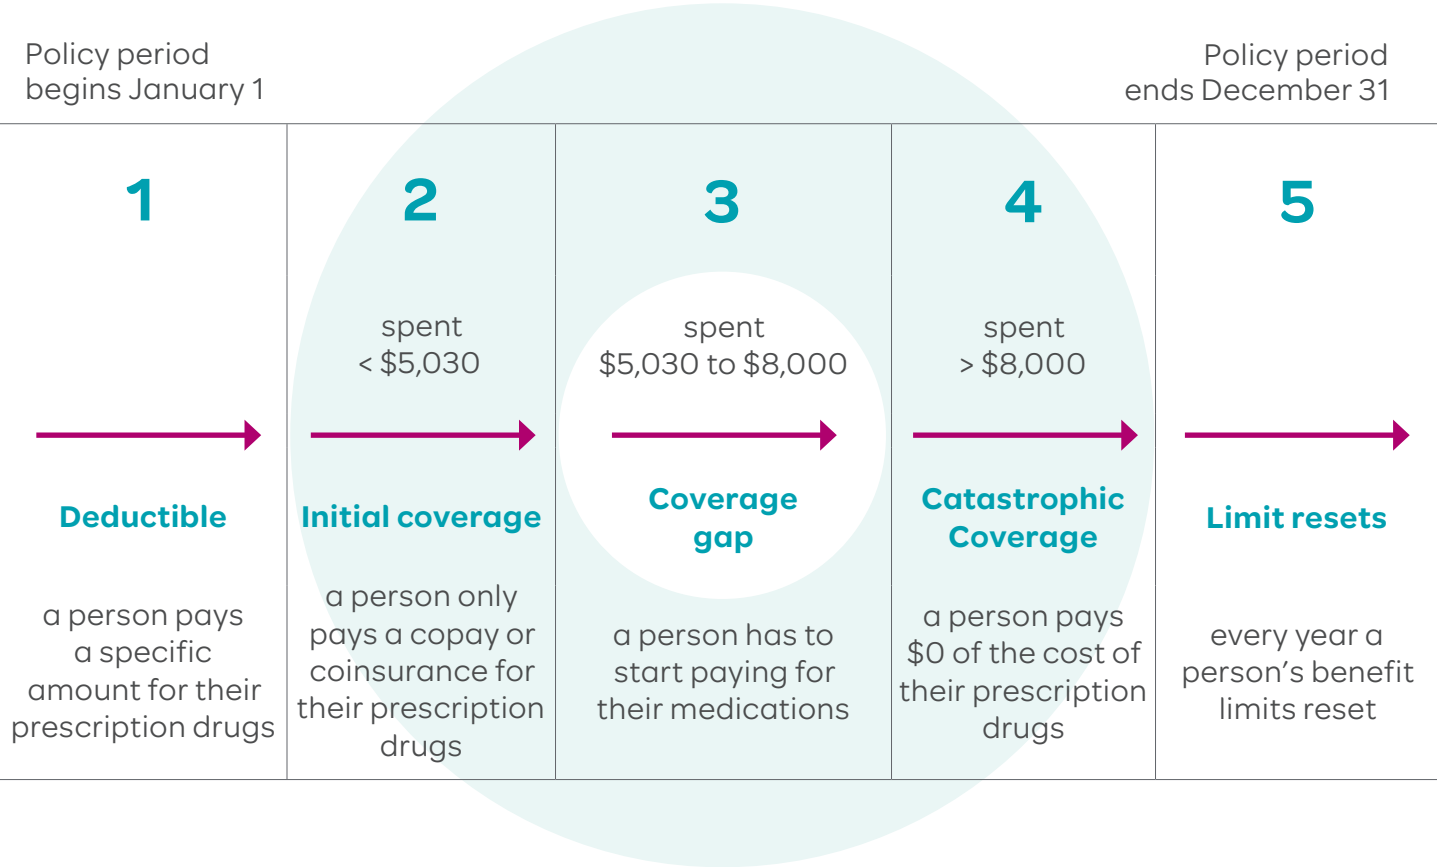 Policy period
begins January 1
Policy period
ends December 31
1
Deductible
a person pays
a specific
amount for their
prescription drugs
2
spent
< $5,030
Initial coverage
a person only
pays a copay or
coinsurance for
their prescription
drugs
3
spent
$5,030 to $8,000
Coverage
gap
a person has to
start paying for
their medications
4
spent
> $8,000
Catastrophic
Coverage
a person pays
$0 of the cost of
their prescription
drugs
5
Limit resets
every year a
person’s benefit
limits reset